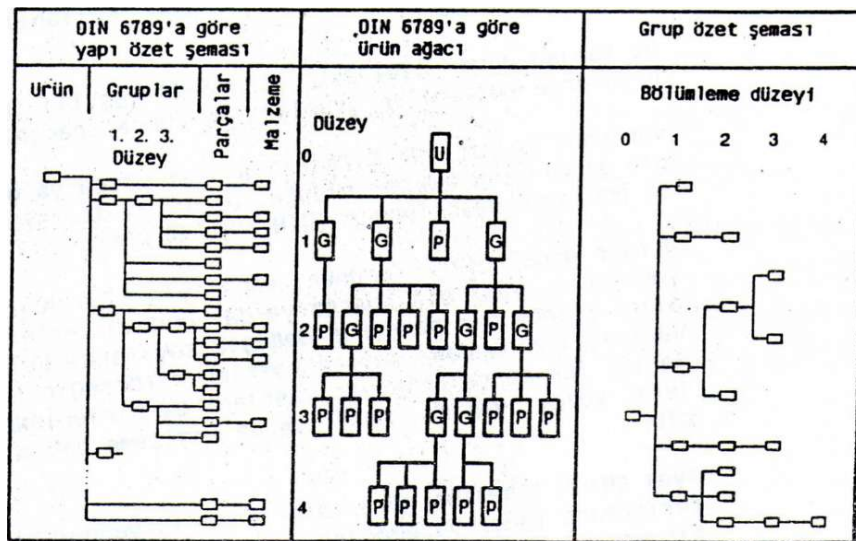 DIN 6789'a göre
yapı özet şeması
Urün
Gruplar
Parçalar
Malzeme
1. 2. 3.
Düzey
DIN 6789'a göre
ürün ağacı
Düzey
0
U
1
G G P G
2
P G P P P G P G
3
P P P G G P P P
4
P P P P P
Grup özet şeması
Bölümleme düzeyi
0 1 2 3 4